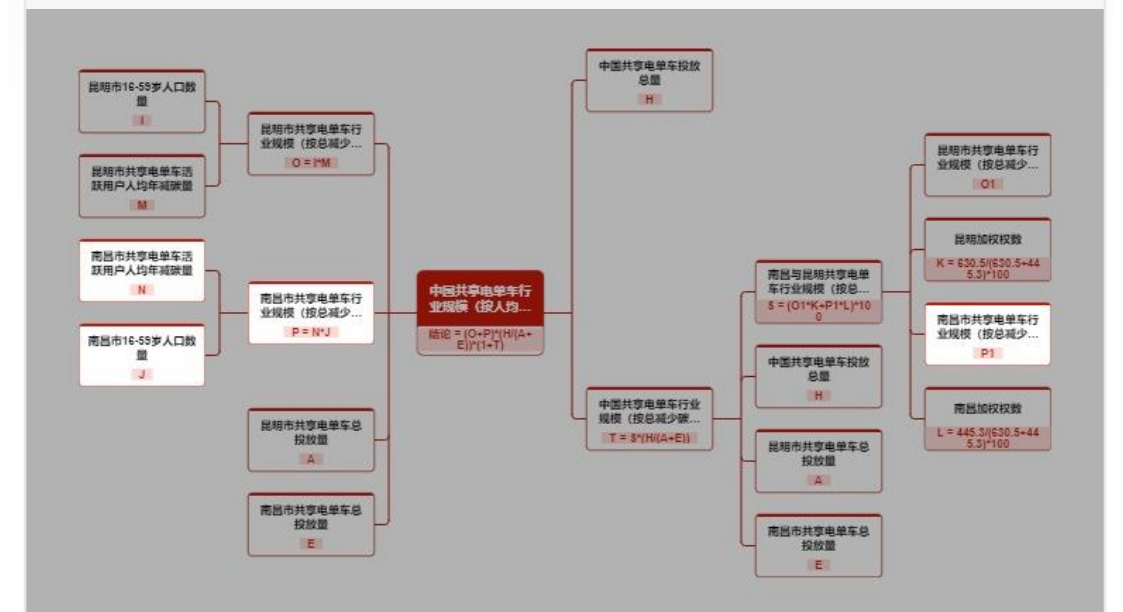 昆明市16-59岁人口数
量
I
昆明市共享电单车活
跃用户人均年减碳量
M
南昌市共享电单车活
跃用户人均年减碳量
N
南昌市16-59岁人口数
量
J
昆明市共享电单车行
业规模（按总减少...
O = I*M
南昌市共享电单车行
业规模（按总减少...
P = N*J
昆明市共享电单车总
投放量
A
南昌市共享电单车总
投放量
E
中国共享电单车行
业规模（按人均...
结论 = (O+P)*(H/(A+
E))*(1+T)
中国共享电单车投放
总量
H
中国共享电单车行业
规模（按总减少碳...
T = S*(H/(A+E))
南昌与昆明共享电单
车行业规模（按总...
S = (O1*K+P1*L)*10
0
中国共享电单车投放
总量
H
昆明市共享电单车总
投放量
A
南昌市共享电单车总
投放量
E
昆明市共享电单车行
业规模（按总减少...
O1
昆明加权权数
K = 630.5/(630.5+44
5.3)*100
南昌市共享电单车行
业规模（按总减少...
P1
南昌加权权数
L = 445.3/(630.5+44
5.3)*100